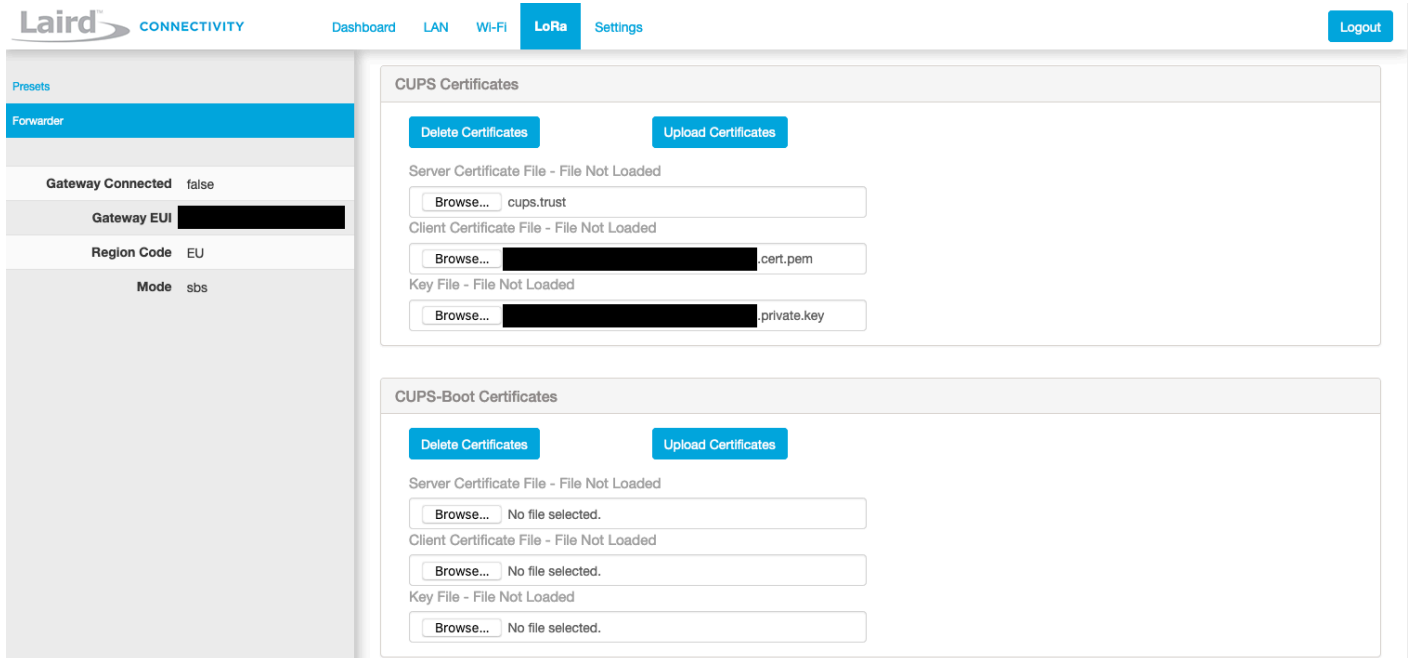 Laird™ CONNECTIVITY
Dashboard LAN Wi-Fi LoRa Settings Logout
Presets
Forwarder
Gateway Connected false
Gateway EUI
Region Code EU
Mode sbs
CUPS Certificates
Delete Certificates Upload Certificates
Server Certificate File - File Not Loaded
Browse... cups.trust
Client Certificate File - File Not Loaded
Browse... .cert.pem
Key File - File Not Loaded
Browse... .private.key
CUPS-Boot Certificates
Delete Certificates Upload Certificates
Server Certificate File - File Not Loaded
Browse... No file selected.
Client Certificate File - File Not Loaded
Browse... No file selected.
Key File - File Not Loaded
Browse... No file selected.